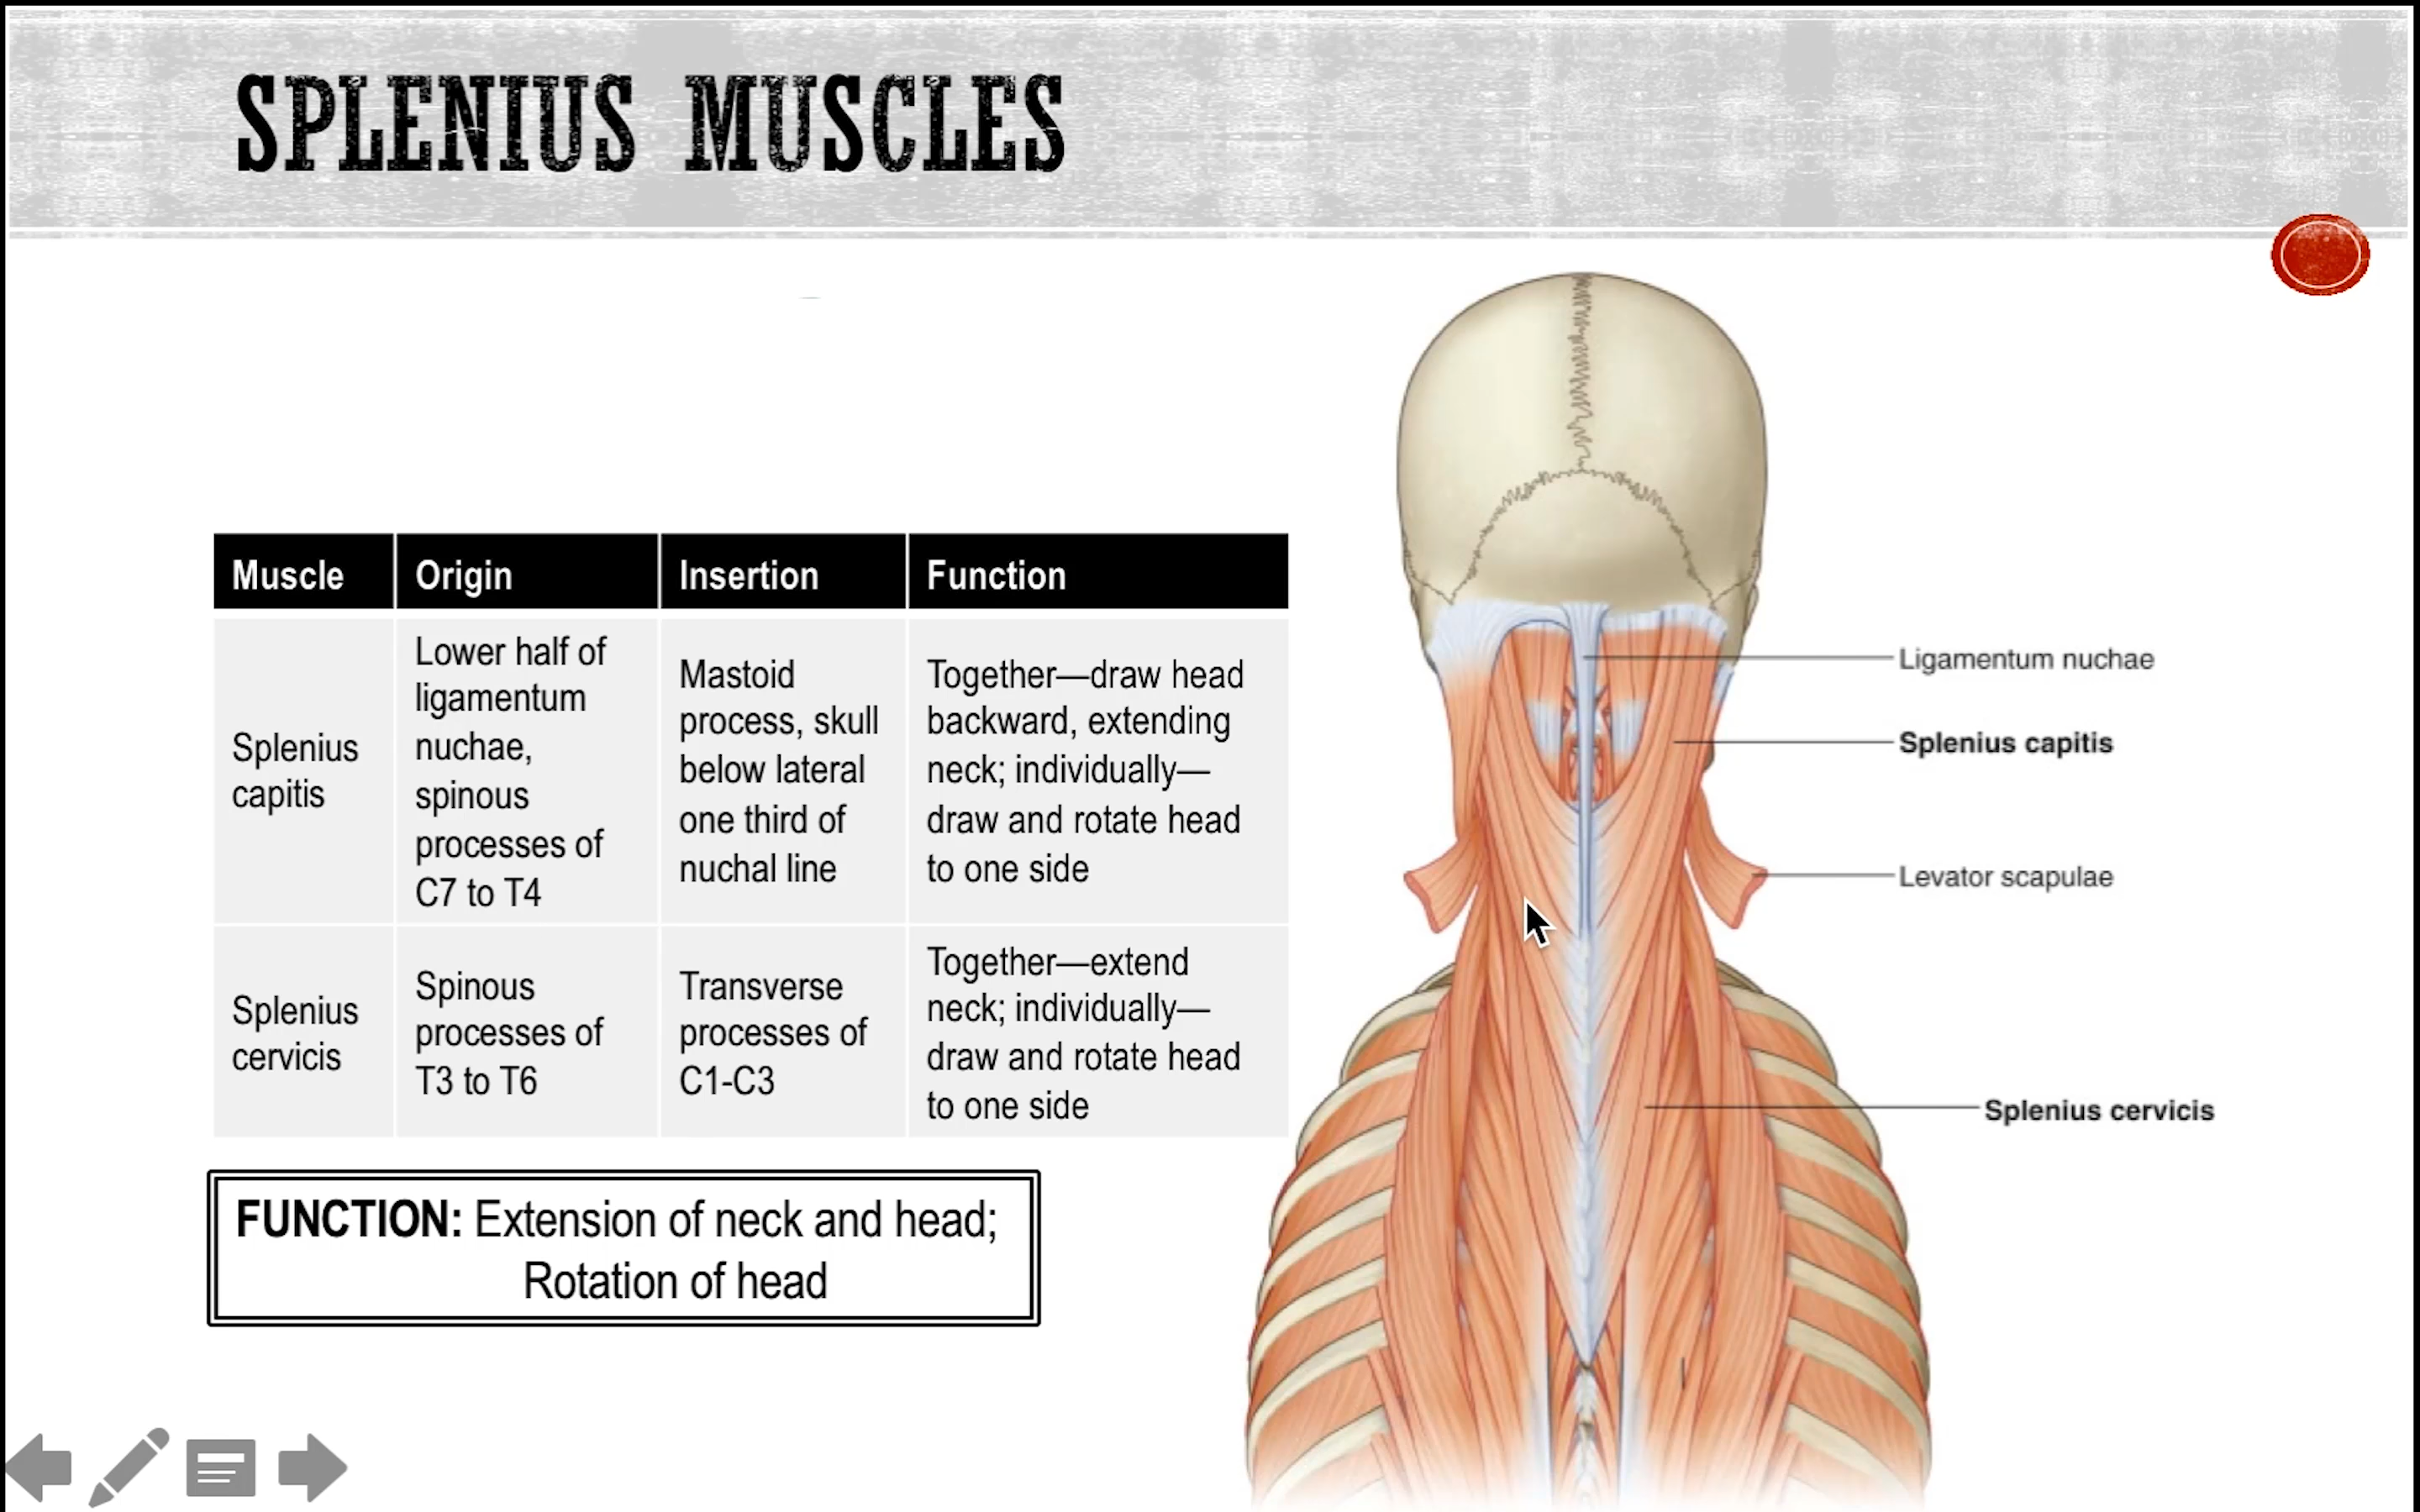 SPLENIUS MUSCLES
Muscle
Origin
Insertion
Function
Splenius
capitis
Lower half of
ligamentum
nuchae,
spinous
processes of
C7 to T4
Mastoid
process, skull
below lateral
one third of
nuchal line
Together—draw head
backward, extending
neck; individually—
draw and rotate head
to one side
Splenius
cervicis
Spinous
processes of
T3 to T6
Transverse
processes of
C1-C3
Together—extend
neck; individually—
draw and rotate head
to one side
FUNCTION: Extension of neck and head;
Rotation of head
Ligamentum nuchae
Splenius capitis
Levator scapulae
Splenius cervicis